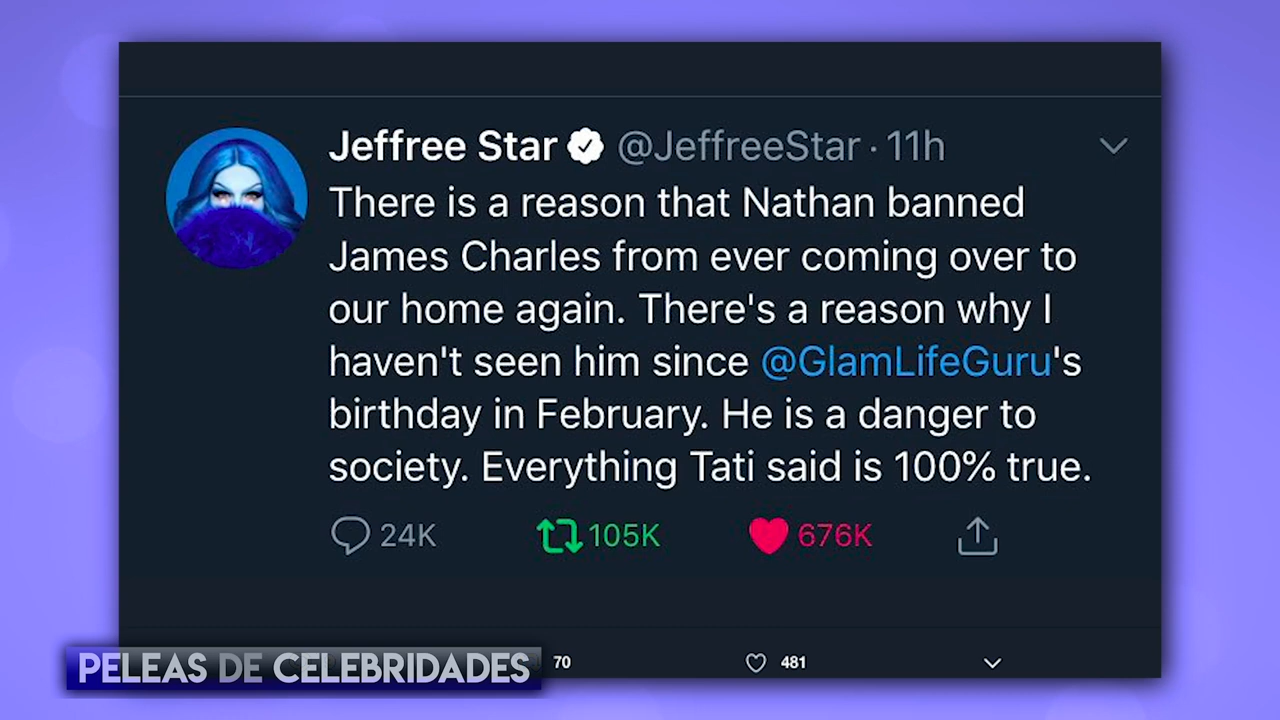 Jeffree Star @JeffreeStar · 11h
There is a reason that Nathan banned
James Charles from ever coming over to
our home again. There's a reason why I
haven't seen him since @GlamLifeGuru's
birthday in February. He is a danger to
society. Everything Tati said is 100% true.
24K 105K 676K
70 481
PELEAS DE CELEBRIDADES